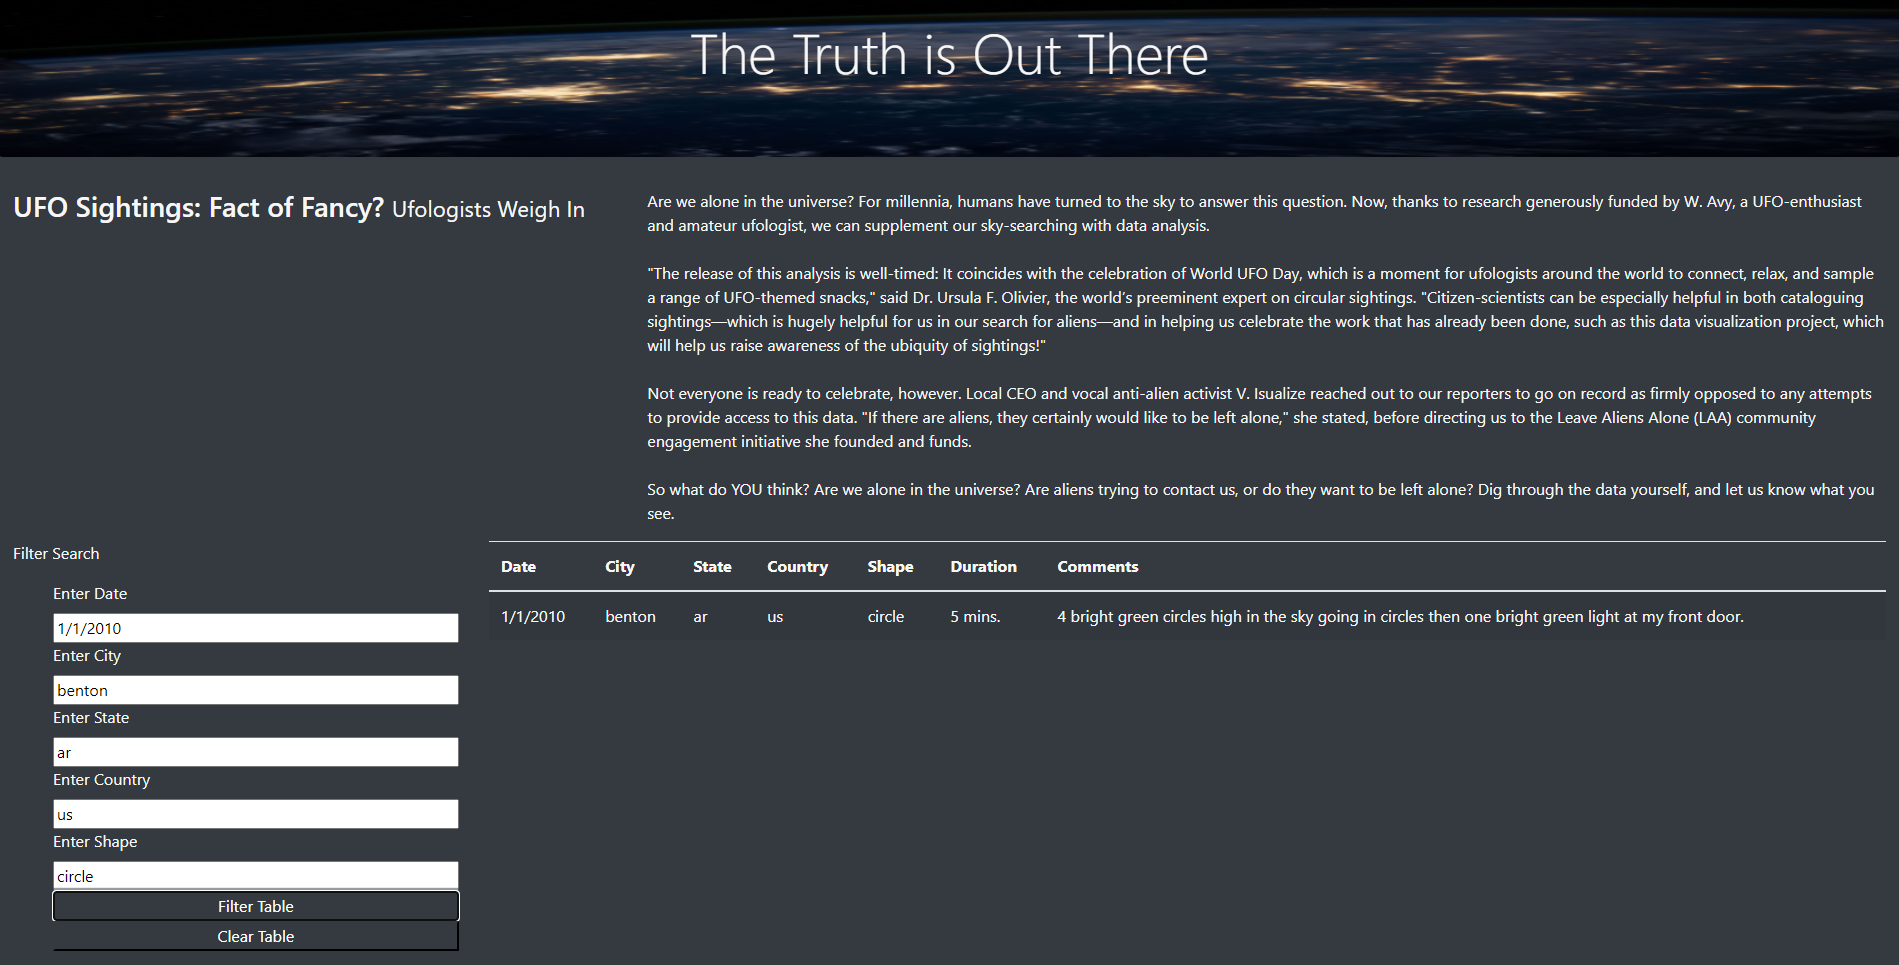 The Truth is Out There
UFO Sightings: Fact of Fancy? Ufologists Weigh In
Are we alone in the universe? For millennia, humans have turned to the sky to answer this question. Now, thanks to research generously funded by W. Avy, a UFO-enthusiast
and amateur ufologist, we can supplement our sky-searching with data analysis.
"The release of this analysis is well-timed: It coincides with the celebration of World UFO Day, which is a moment for ufologists around the world to connect, relax, and sample
a range of UFO-themed snacks," said Dr. Ursula F. Olivier, the world's preeminent expert on circular sightings. "Citizen-scientists can be especially helpful in both cataloguing
sightings—which is hugely helpful for us in our search for aliens—and in helping us celebrate the work that has already been done, such as this data visualization project, which
will help us raise awareness of the ubiquity of sightings!"
Not everyone is ready to celebrate, however. Local CEO and vocal anti-alien activist V. Isualize reached out to our reporters to go on record as firmly opposed to any attempts
to provide access to this data. "If there are aliens, they certainly would like to be left alone," she stated, before directing us to the Leave Aliens Alone (LAA) community
engagement initiative she founded and funds.
So what do YOU think? Are we alone in the universe? Are aliens trying to contact us, or do they want to be left alone? Dig through the data yourself, and let us know what you
see.
Filter Search
Enter Date
1/1/2010
Enter City
benton
Enter State
ar
Enter Country
us
Enter Shape
circle
Filter Table
Clear Table
Date City State Country Shape Duration Comments
1/1/2010 benton ar us circle 5 mins. 4 bright green circles high in the sky going in circles then one bright green light at my front door.